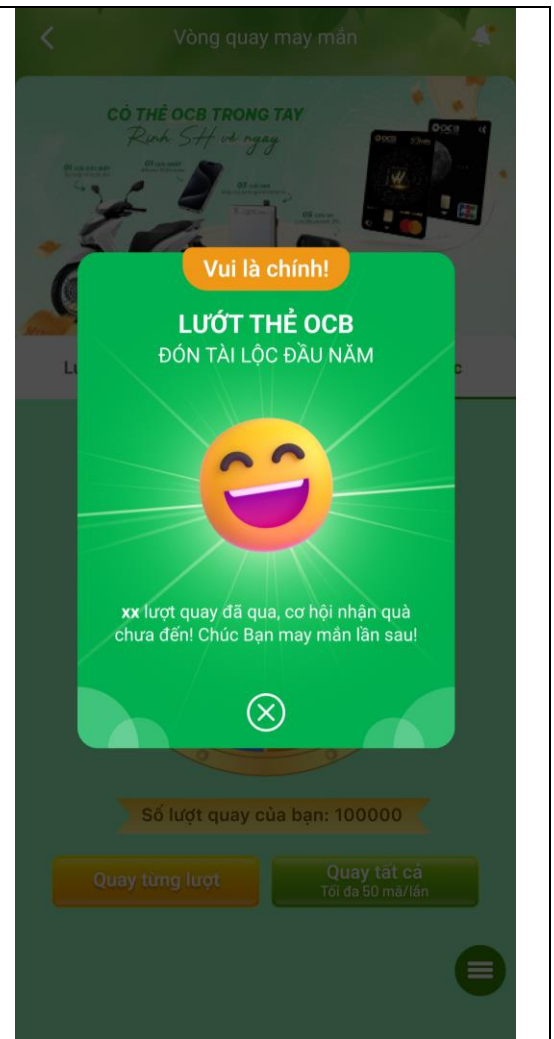 Vòng quay may mắn
CÓ THẺ OCB TRONG TAY
Rinh SH về ngay
OCB
OCB
Vui là chính!
LƯỚT THẺ OCB
ĐÓN TÀI LỘC ĐẦU NĂM
xx lượt quay đã qua, cơ hội nhận quà
chưa đến! Chúc Bạn may mắn lần sau!
Số lượt quay của bạn: 100000
Quay từng lượt
Quay tất cả
Tối đa 50 mã/lần